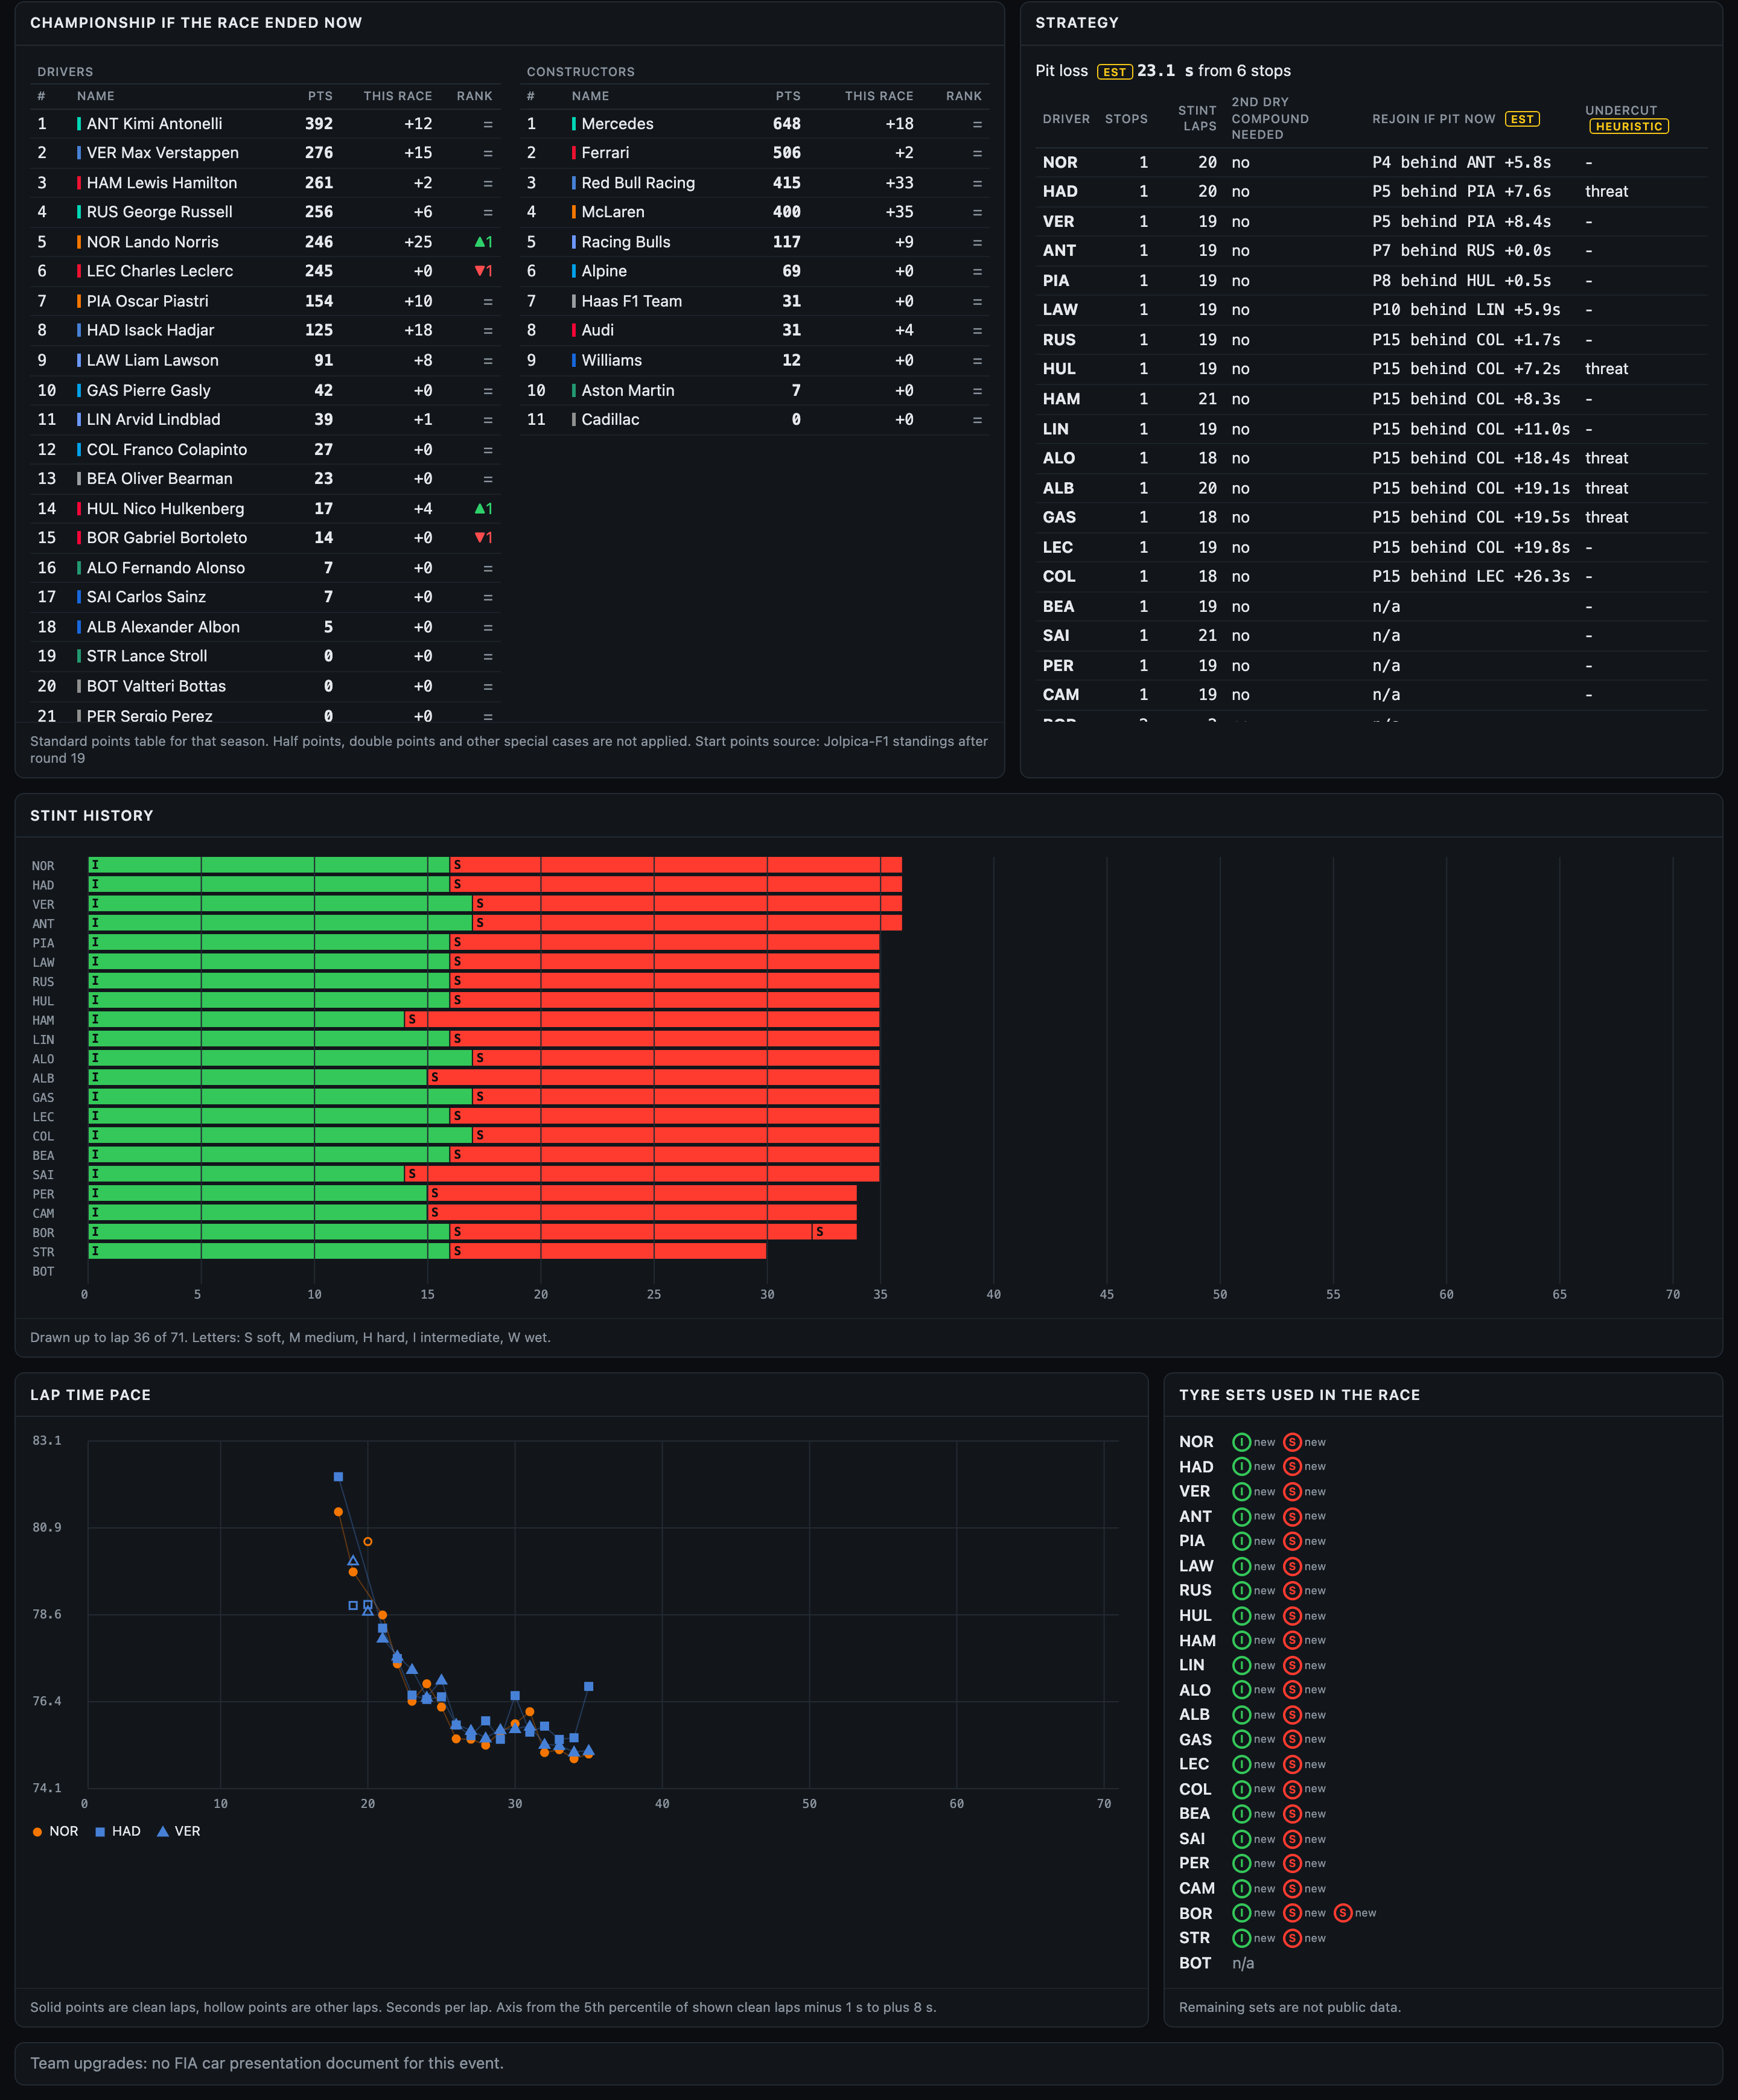 CHAMPIONSHIP IF THE RACE ENDED NOW
DRIVERS
# NAME PTS THIS RACE RANK
1 ANT Kimi Antonelli 392 +12 =
2 VER Max Verstappen 276 +15 =
3 HAM Lewis Hamilton 261 +2 =
4 RUS George Russell 256 +6 =
5 NOR Lando Norris 246 +25 ▲1
6 LEC Charles Leclerc 245 +0 ▼1
7 PIA Oscar Piastri 154 +10 =
8 HAD Isack Hadjar 125 +18 =
9 LAW Liam Lawson 91 +8 =
10 GAS Pierre Gasly 42 +0 =
11 LIN Arvid Lindblad 39 +1 =
12 COL Franco Colapinto 27 +0 =
13 BEA Oliver Bearman 23 +0 =
14 HUL Nico Hulkenberg 17 +4 ▲1
15 BOR Gabriel Bortoleto 14 +0 ▼1
16 ALO Fernando Alonso 7 +0 =
17 SAI Carlos Sainz 7 +0 =
18 ALB Alexander Albon 5 +0 =
19 STR Lance Stroll 0 +0 =
20 BOT Valtteri Bottas 0 +0 =
21 PER Sergio Perez 0 +0 =
CONSTRUCTORS
# NAME PTS THIS RACE RANK
1 Mercedes 648 +18 =
2 Ferrari 506 +2 =
3 Red Bull Racing 415 +33 =
4 McLaren 400 +35 =
5 Racing Bulls 117 +9 =
6 Alpine 69 +0 =
7 Haas F1 Team 31 +0 =
8 Audi 31 +4 =
9 Williams 12 +0 =
10 Aston Martin 7 +0 =
11 Cadillac 0 +0 =
Standard points table for that season. Half points, double points and other special cases are not applied. Start points source: Jolpica-F1 standings after
round 19
STRATEGY
Pit loss EST 23.1 s from 6 stops
DRIVER STOPS STINT LAPS 2ND DRY COMPOUND NEEDED REJOIN IF PIT NOW EST UNDERCUT HEURISTIC
NOR 1 20 no P4 behind ANT +5.8s -
HAD 1 20 no P5 behind PIA +7.6s threat
VER 1 19 no P5 behind PIA +8.4s -
ANT 1 19 no P7 behind RUS +0.0s -
PIA 1 19 no P8 behind HUL +0.5s -
LAW 1 19 no P10 behind LIN +5.9s -
RUS 1 19 no P15 behind COL +1.7s -
HUL 1 19 no P15 behind COL +7.2s threat
HAM 1 21 no P15 behind COL +8.3s -
LIN 1 19 no P15 behind COL +11.0s -
ALO 1 18 no P15 behind COL +18.4s threat
ALB 1 20 no P15 behind COL +19.1s threat
GAS 1 18 no P15 behind COL +19.5s threat
LEC 1 19 no P15 behind COL +19.8s -
COL 1 18 no P15 behind LEC +26.3s -
BEA 1 19 no n/a -
SAI 1 21 no n/a -
PER 1 19 no n/a -
CAM 1 19 no n/a -
STINT HISTORY
NOR I S
HAD I S
VER I S
ANT I S
PIA I S
LAW I S
RUS I S
HUL I S
HAM I S
LIN I S
ALO I S
ALB I S
GAS I S
LEC I S
COL I S
BEA I S
SAI I S
PER I S
CAM I S
BOR I S S
STR I S
BOT
0 5 10 15 20 25 30 35 40 45 50 55 60 65 70
Drawn up to lap 36 of 71. Letters: S soft, M medium, H hard, I intermediate, W wet.
LAP TIME PACE
83.1
80.9
78.6
76.4
74.1
0 10 20 30 40 50 60 70
NOR HAD VER
Solid points are clean laps, hollow points are other laps. Seconds per lap. Axis from the 5th percentile of shown clean laps minus 1 s to plus 8 s.
TYRE SETS USED IN THE RACE
NOR I new S new
HAD I new S new
VER I new S new
ANT I new S new
PIA I new S new
LAW I new S new
RUS I new S new
HUL I new S new
HAM I new S new
LIN I new S new
ALO I new S new
ALB I new S new
GAS I new S new
LEC I new S new
COL I new S new
BEA I new S new
SAI I new S new
PER I new S new
CAM I new S new
BOR I new S new S new
STR I new S new
BOT n/a
Remaining sets are not public data.
Team upgrades: no FIA car presentation document for this event.